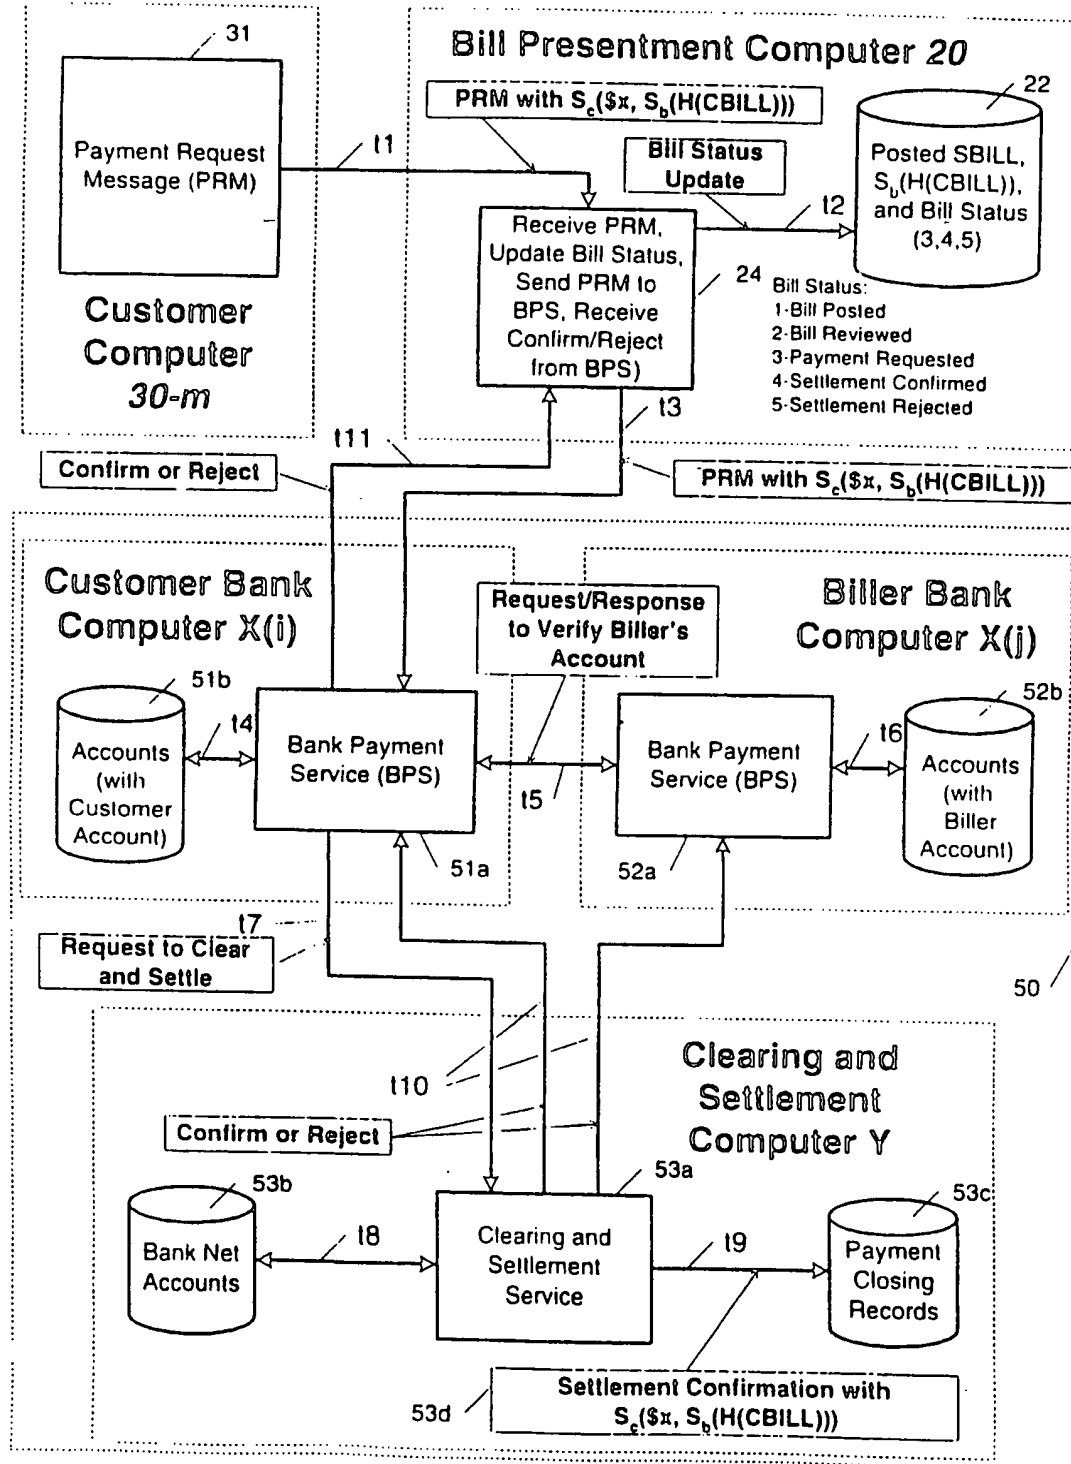 31
Payment Request
Message (PRM)
Customer
Computer
30-m
t1
Bill Presentment Computer 20
PRM with Sc($x, Sb(H(CBILL)))
Bill Status
Update
22
Posted SBILL,
Sb(H(CBILL)),
and Bill Status
(3,4,5)
t2
Receive PRM,
Update Bill Status,
Send PRM to
BPS, Receive
Confirm/Reject
from BPS)
24
Bill Status:
1-Bill Posted
2-Bill Reviewed
3-Payment Requested
4-Settlement Confirmed
5-Settlement Rejected
t3
t11
Confirm or Reject
PRM with Sc($x, Sb(H(CBILL)))
Customer Bank
Computer X(i)
Request/Response
to Verify Biller's
Account
Biller Bank
Computer X(j)
51b
t4
Accounts
(with
Customer
Account)
Bank Payment
Service (BPS)
51a
t5
Bank Payment
Service (BPS)
52a
t6
52b
Accounts
(with
Biller
Account)
t7
Request to Clear
and Settle
50
t10
Confirm or Reject
Clearing and
Settlement
Computer Y
53b
Bank Net
Accounts
t8
53a
Clearing and
Settlement
Service
t9
53c
Payment
Closing
Records
53d
Settlement Confirmation with
Sc($x, Sb(H(CBILL)))